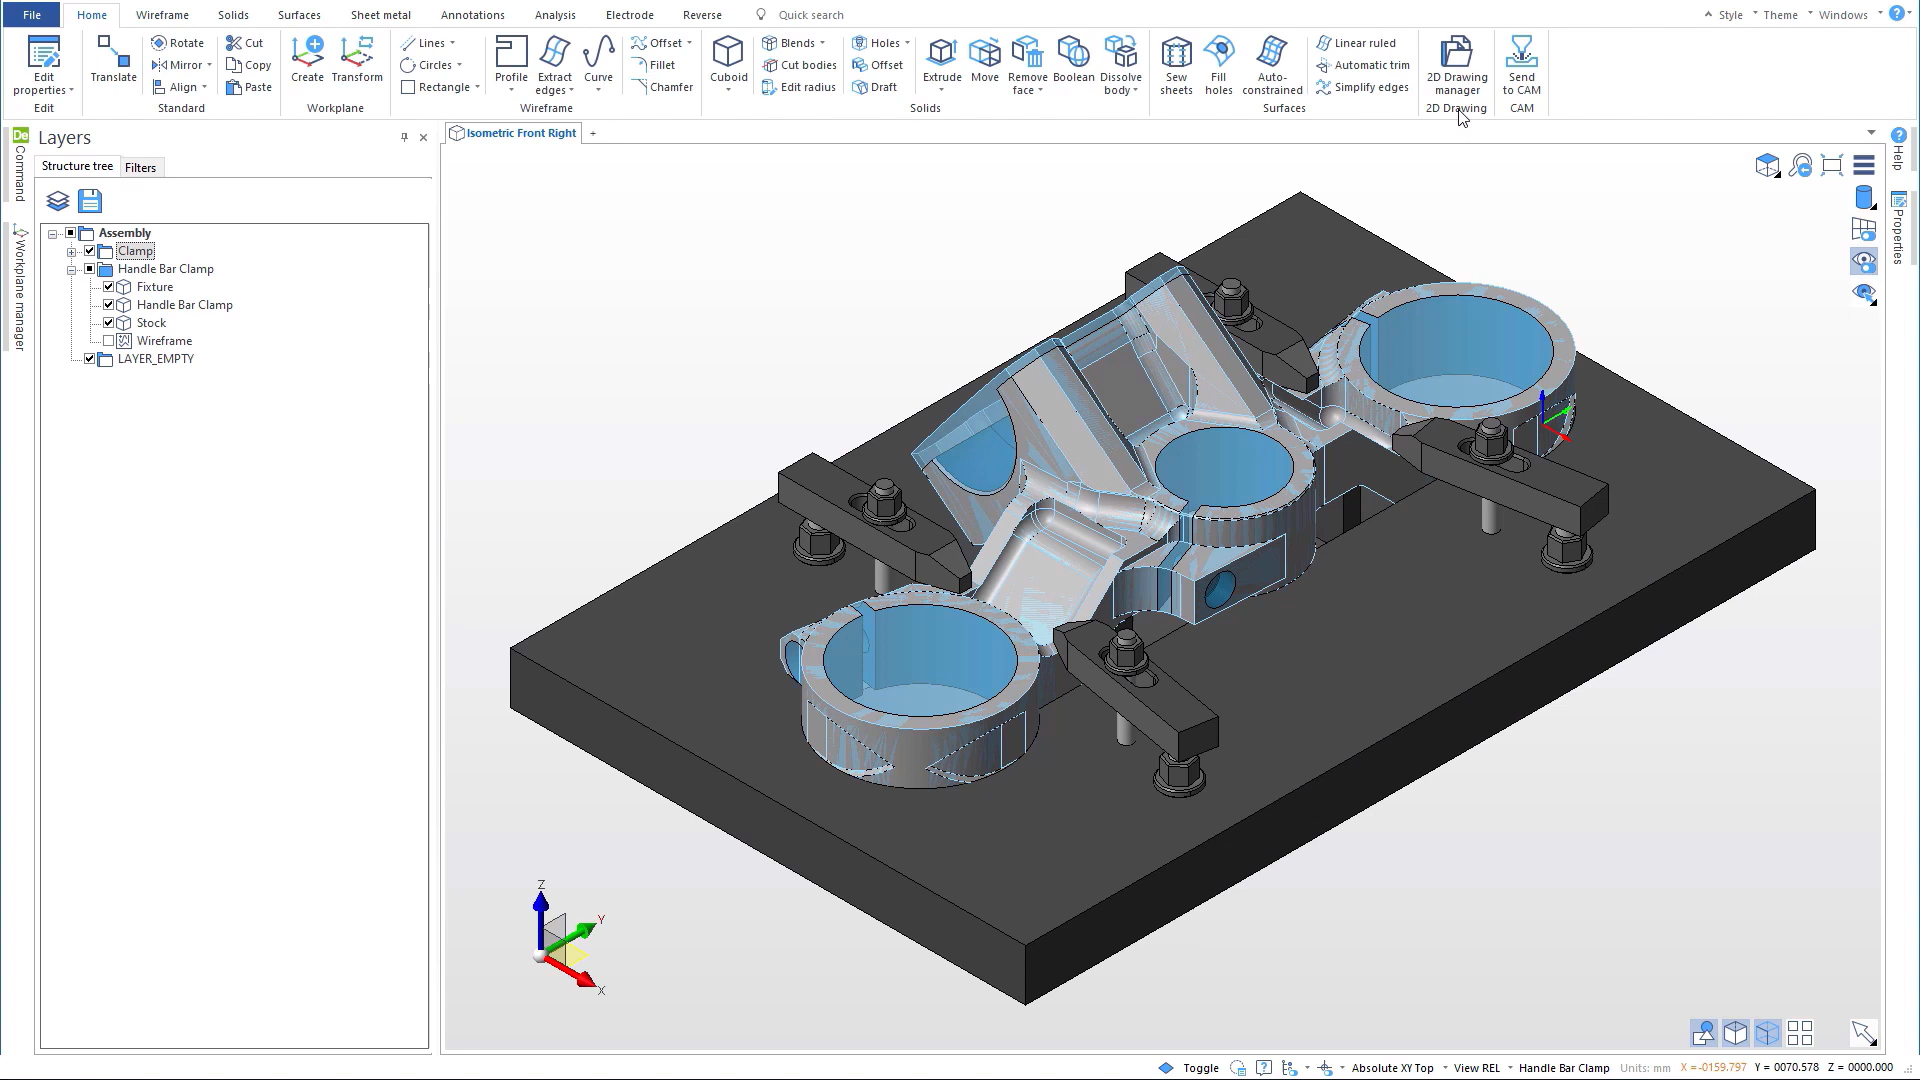 File Home Wireframe Solids Surfaces Sheet metal Annotations Analysis Electrode Reverse Quick search Style Theme Windows ?
Edit properties
Edit
Translate
Rotate
Mirror
Align
Cut
Copy
Paste
Standard
Create
Transform
Workplane
Lines
Circles
Rectangle
Profile
Extract edges
Curve
Offset
Fillet
Chamfer
Wireframe
Cuboid
Blends
Cut bodies
Edit radius
Holes
Offset
Draft
Extrude
Move
Remove face
Boolean
Dissolve body
Solids
Sew sheets
Fill holes
Auto-constrained
Linear ruled
Automatic trim
Simplify edges
Surfaces
2D Drawing manager
2D Drawing
Send to CAM
CAM
De
Command
Workplane manager
Layers
Structure tree Filters
Assembly
Clamp
Handle Bar Clamp
Fixture
Handle Bar Clamp
Stock
Wireframe
LAYER_EMPTY
Isometric Front Right +
? Help
Properties
Z
Y
X
Toggle Absolute XY Top View REL Handle Bar Clamp Units: mm X =-0159.797 Y = 0070.578 Z = 0000.000